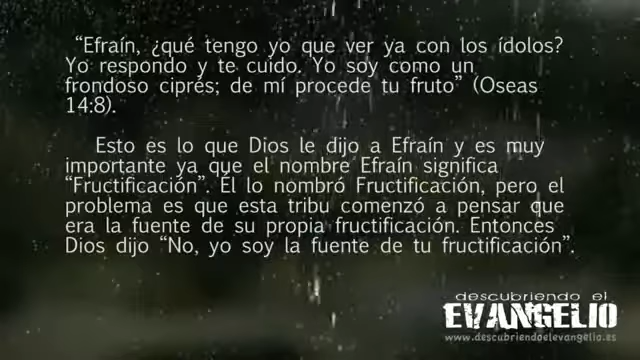 “Efraín, ¿qué tengo yo que ver ya con los ídolos?
Yo respondo y te cuido. Yo soy como un
frondoso ciprés; de mí procede tu fruto” (Oseas
14:8).
Esto es lo que Dios le dijo a Efraín y es muy
importante ya que el nombre Efraín significa
“Fructificación”. Él lo nombró Fructificación, pero el
problema es que esta tribu comenzó a pensar que
era la fuente de su propia fructificación. Entonces
Dios dijo “No, yo soy la fuente de tu fructificación”.
descubriendo el
EVANGELIO
www.descubriendoelevangelio.es